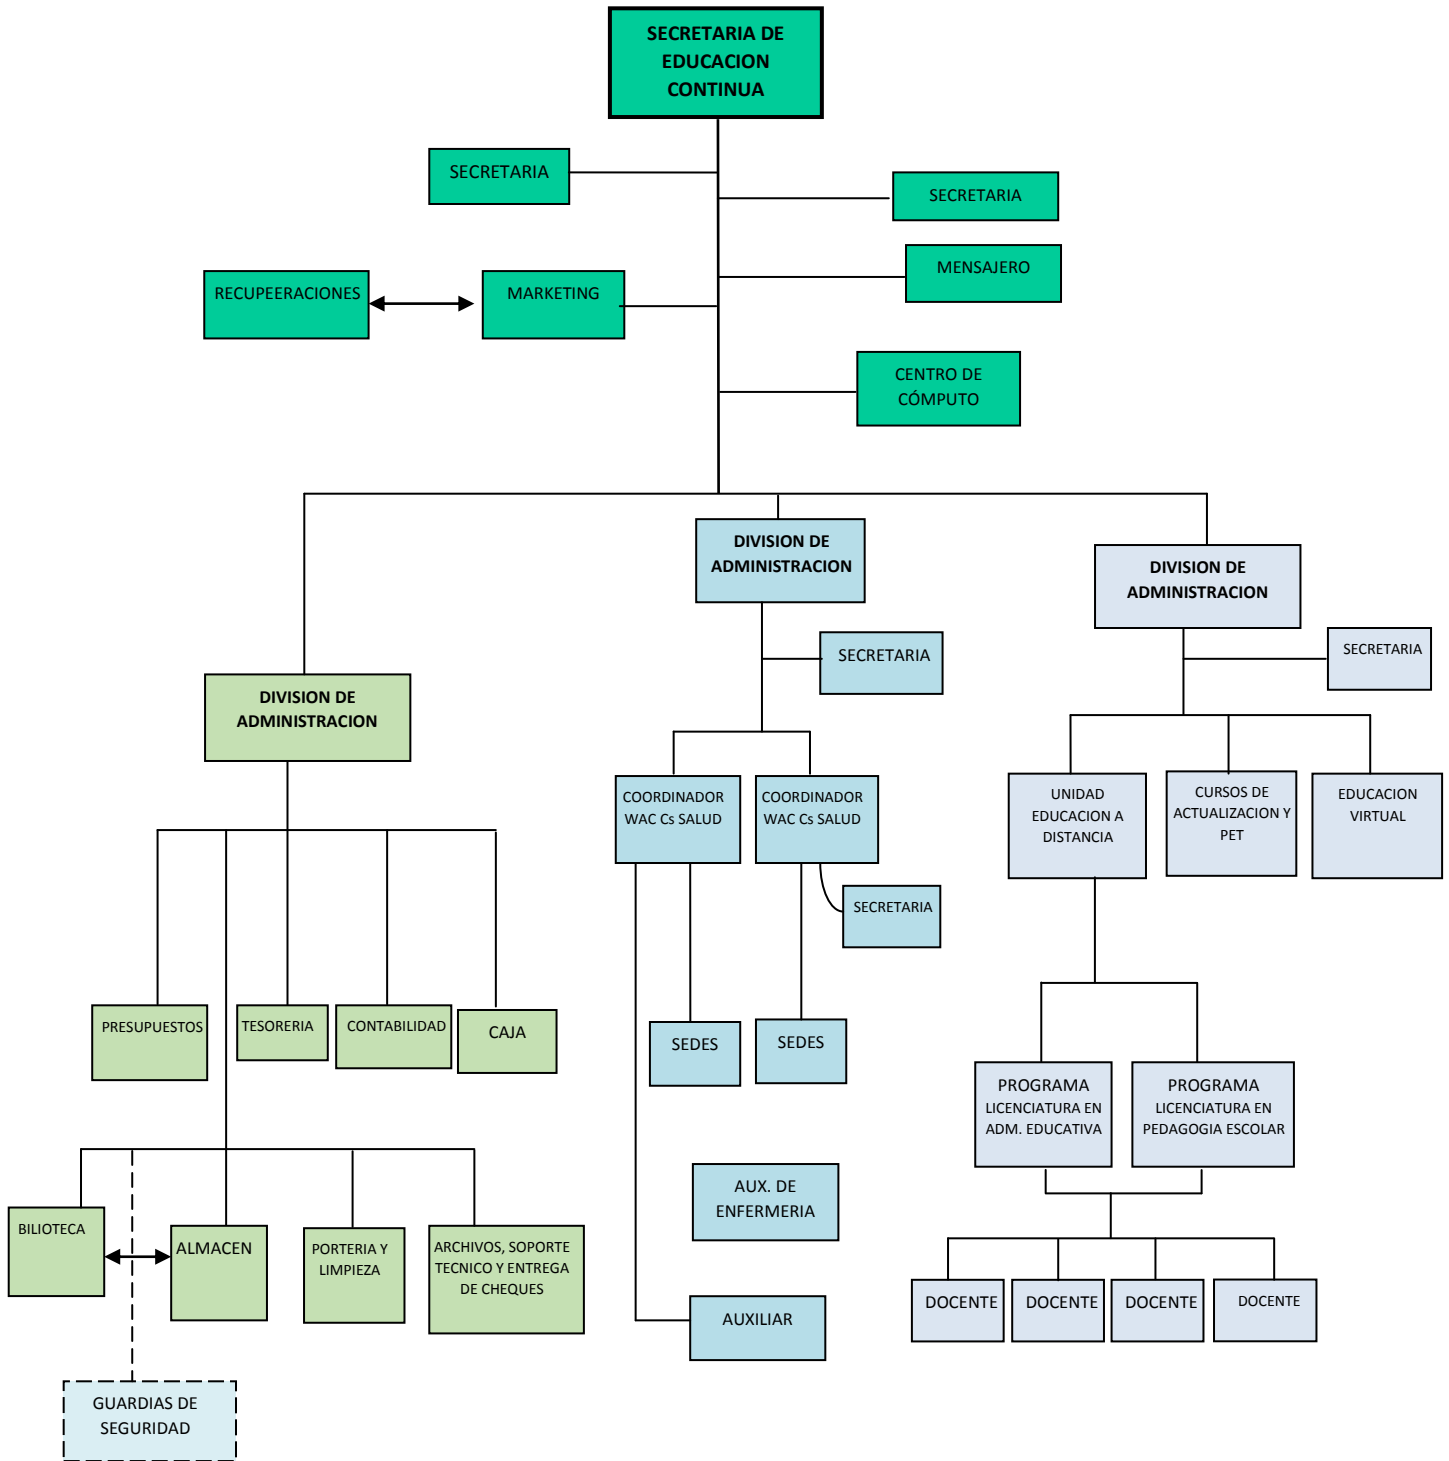 SECRETARIA DE
EDUCACION
CONTINUA
SECRETARIA
SECRETARIA
MENSAJERO
RECUPEERACIONES
MARKETING
CENTRO DE
CÓMPUTO
DIVISION DE
ADMINISTRACION
DIVISION DE
ADMINISTRACION
SECRETARIA
SECRETARIA
DIVISION DE
ADMINISTRACION
COORDINADOR
WAC Cs SALUD
COORDINADOR
WAC Cs SALUD
UNIDAD
EDUCACION A
DISTANCIA
CURSOS DE
ACTUALIZACION Y
PET
EDUCACION
VIRTUAL
SECRETARIA
PRESUPUESTOS
TESORERIA
CONTABILIDAD
CAJA
SEDES
SEDES
PROGRAMA
LICENCIATURA EN
ADM. EDUCATIVA
PROGRAMA
LICENCIATURA EN
PEDAGOGIA ESCOLAR
AUX. DE
ENFERMERIA
BILIOTECA
ALMACEN
PORTERIA Y
LIMPIEZA
ARCHIVOS, SOPORTE
TECNICO Y ENTREGA
DE CHEQUES
AUXILIAR
DOCENTE
DOCENTE
DOCENTE
DOCENTE
GUARDIAS DE
SEGURIDAD